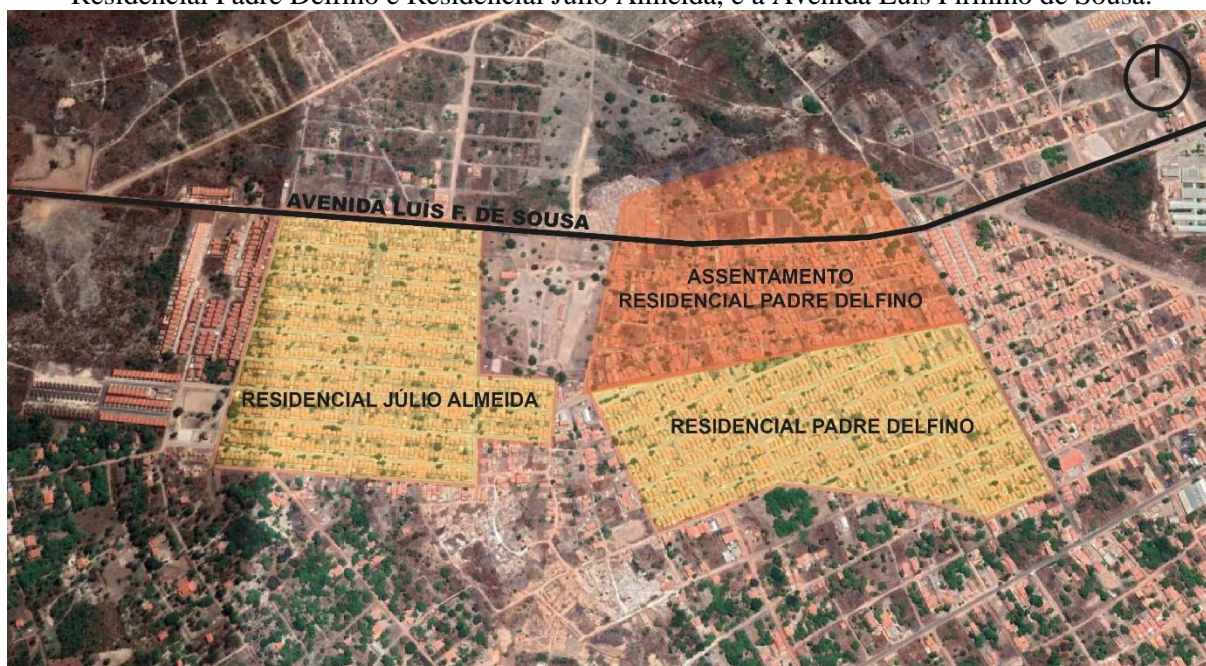 Residencial Padre Delfino e Residencial Júlio Almeida, e a Avenida Luís Firmino de Sousa.
AVENIDA LUÍS F. DE SOUSA
ASSENTAMENTO
RESIDENCIAL PADRE DELFINO
RESIDENCIAL JÚLIO ALMEIDA
RESIDENCIAL PADRE DELFINO